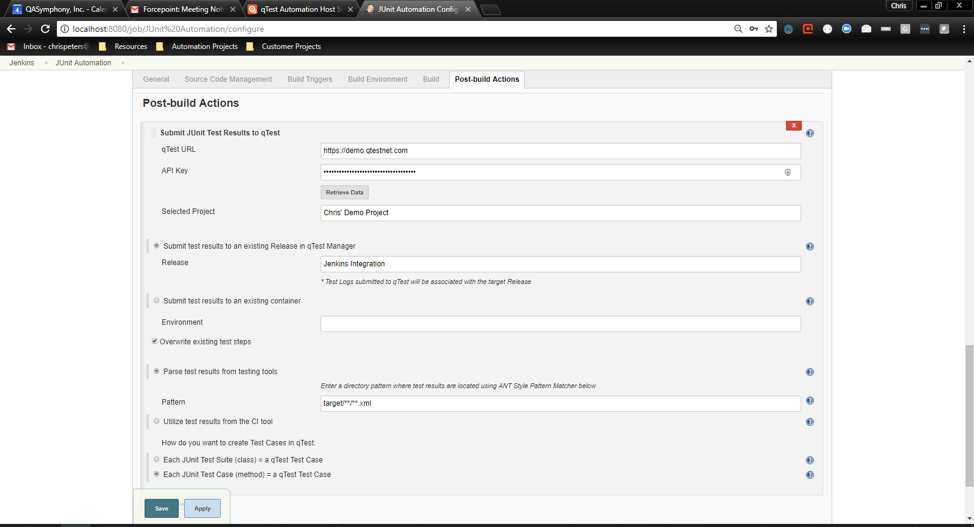 QASymphony, Inc. - Cale
Forcepoint: Meeting Not
qTest Automation Host S
JUnit Automation Config
Chris
localhost:8080/job/JUnit%20Automation/configure
Inbox - chrispeters@
Resources
Automation Projects
Customer Projects
Jenkins
JUnit Automation
General
Source Code Management
Build Triggers
Build Environment
Build
Post-build Actions
Post-build Actions
X
Submit JUnit Test Results to qTest
qTest URL
https://demo.qtestnet.com
API Key
••••••••••••••••••••••••••••••••••••
Retrieve Data
Selected Project
Chris' Demo Project
Submit test results to an existing Release in qTest Manager
Release
Jenkins Integration
* Test Logs submitted to qTest will be associated with the target Release
Submit test results to an existing container
Environment
Overwrite existing test steps
Parse test results from testing tools
Enter a directory pattern where test results are located using ANT Style Pattern Matcher below
Pattern
target/**/**.xml
Utilize test results from the CI tool
How do you want to create Test Cases in qTest:
Each JUnit Test Suite (class) = a qTest Test Case
Each JUnit Test Case (method) = a qTest Test Case
Save
Apply